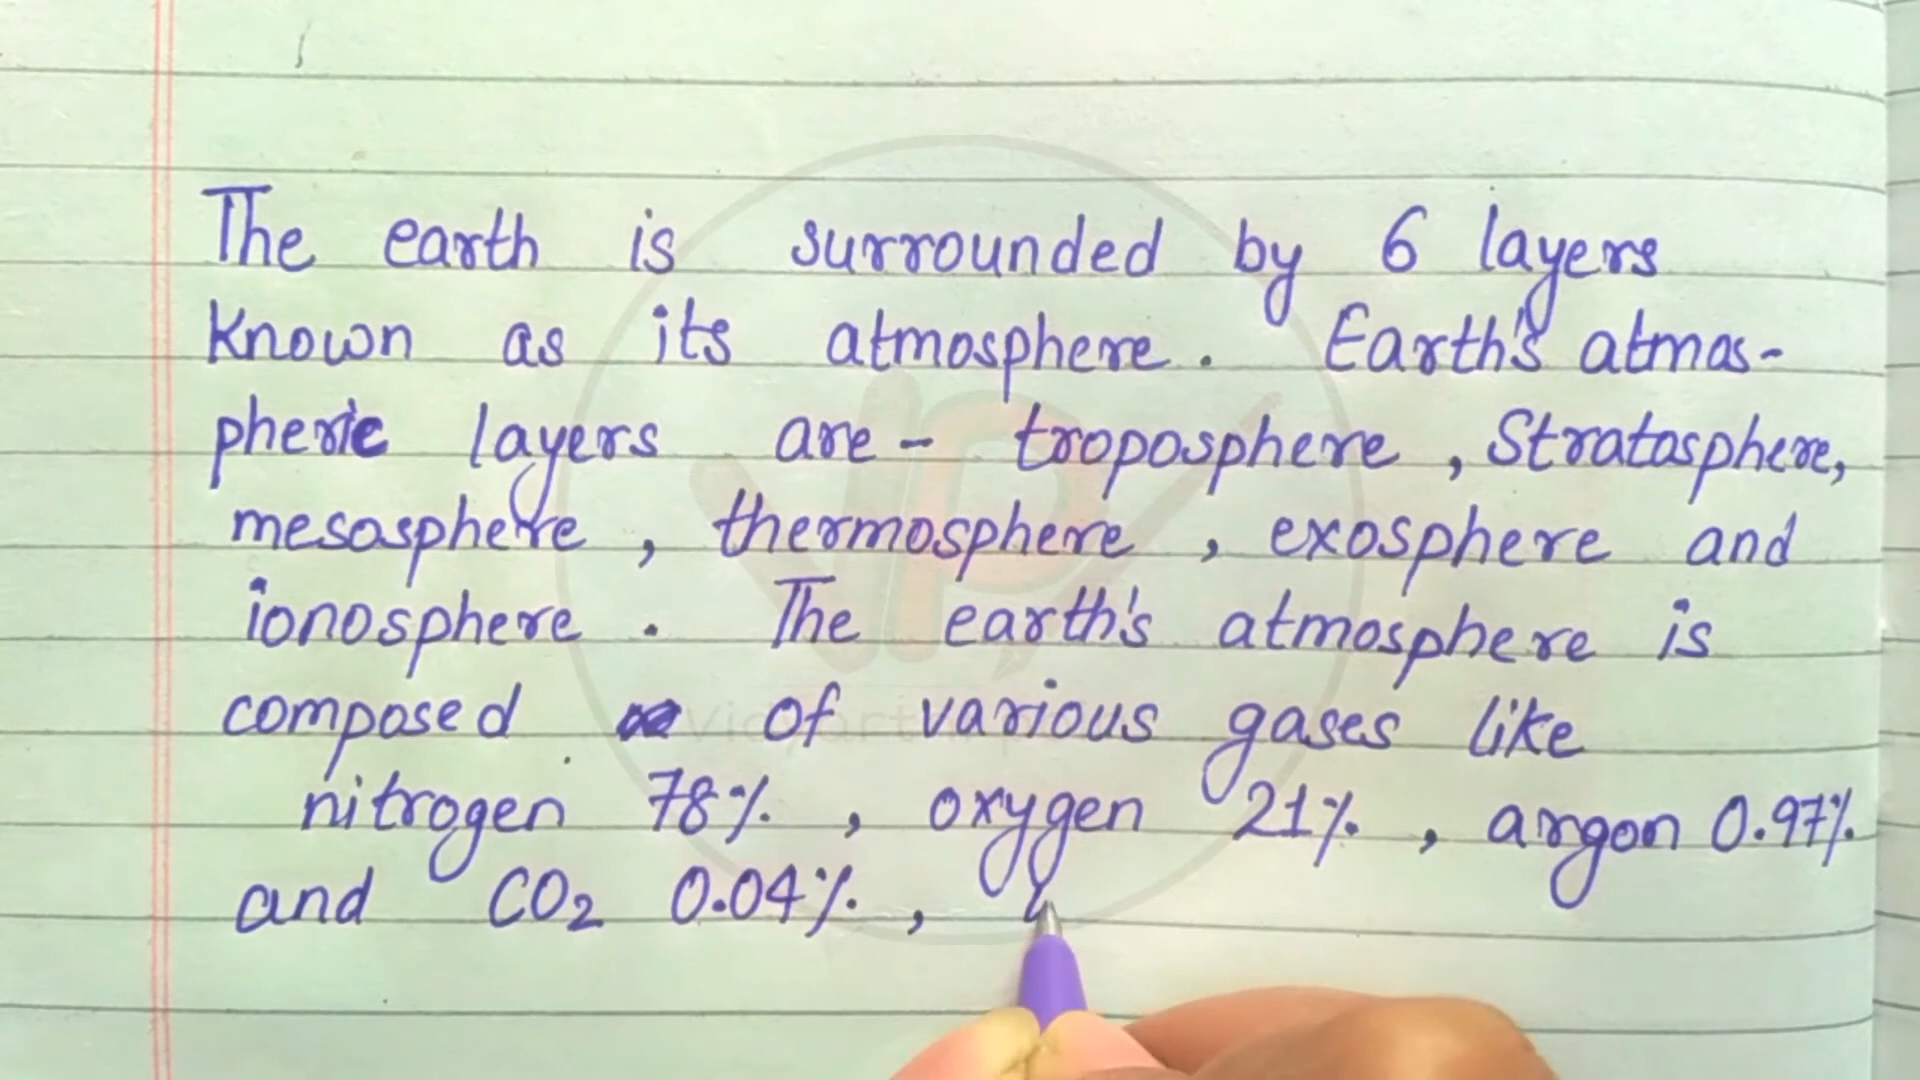 The earth is surrounded by 6 layers
known as its atmosphere. Earth's atmos-
pheric layers are - troposphere, Stratosphere,
mesosphere, thermosphere, exosphere and
ionosphere. The earth's atmosphere is
composed of various gases like
nitrogen 78%, oxygen 21%, argon 0.97%
and CO2 0.04%,